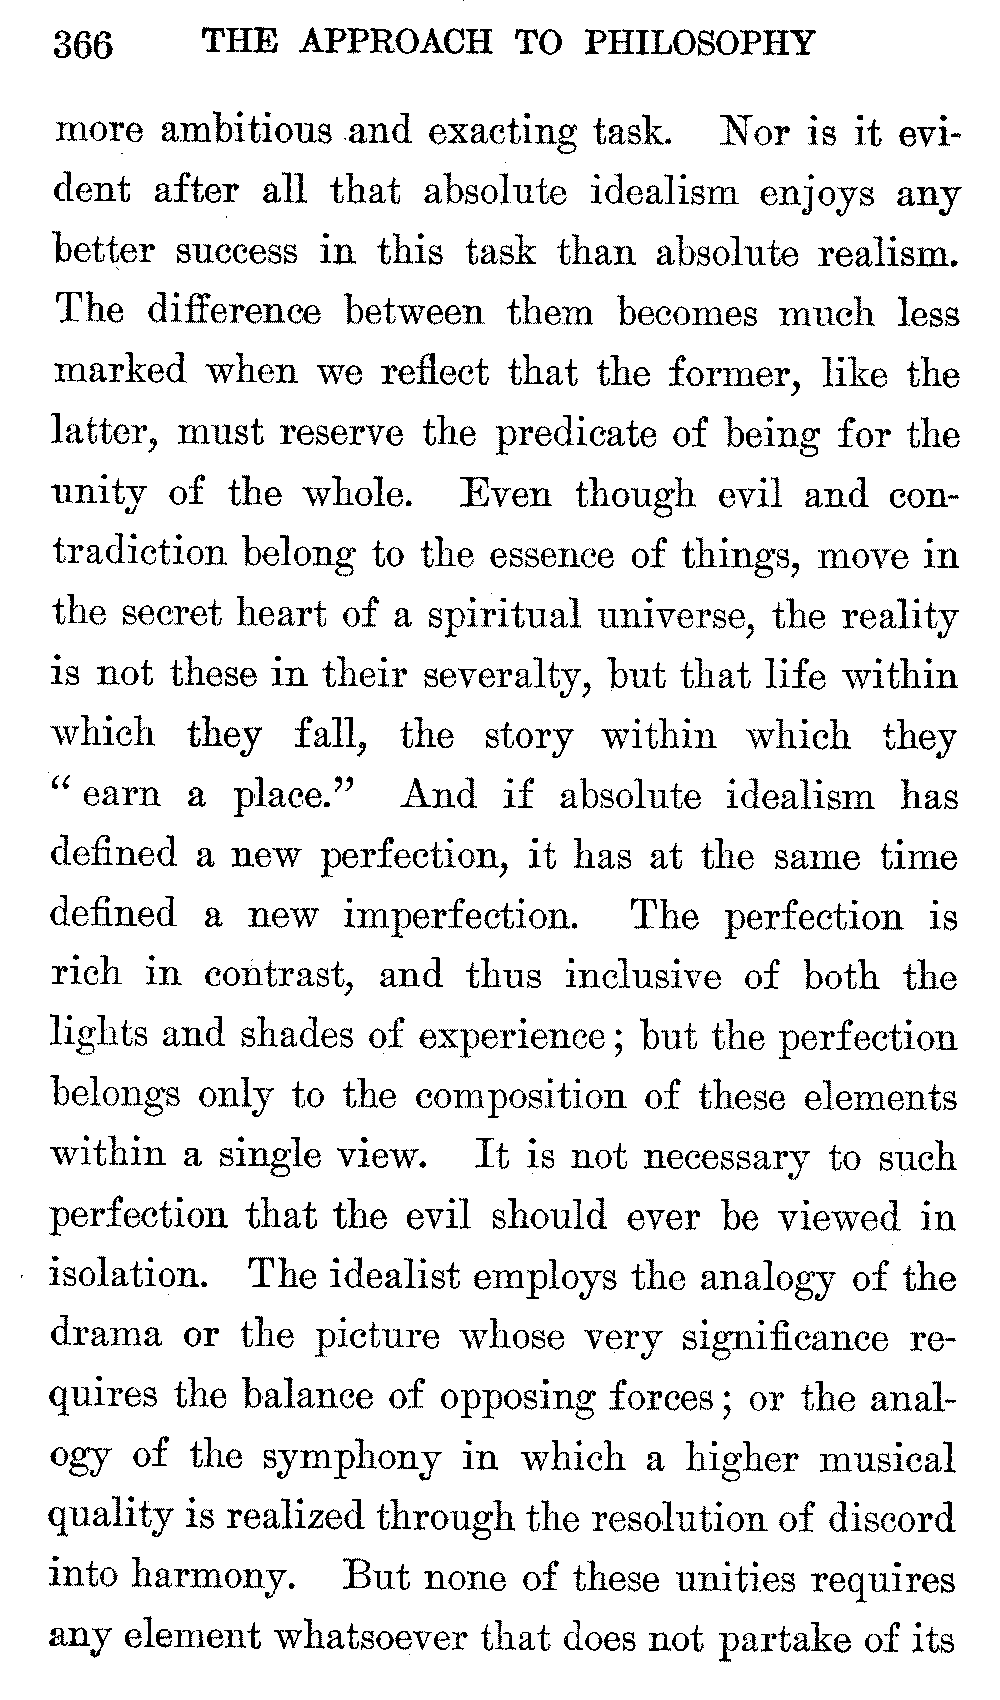 366 THE APPROACH TO PHILOSOPHY
more ambitious and exacting task. Nor is it evi-
dent after all that absolute idealism enjoys any
better success in this task than absolute realism.
The difference between them becomes much less
marked when we reflect that the former, like the
latter, must reserve the predicate of being for the
unity of the whole. Even though evil and con-
tradiction belong to the essence of things, move in
the secret heart of a spiritual universe, the reality
is not these in their severalty, but that life within
which they fall, the story within which they
“ earn a place.” And if absolute idealism has
defined a new perfection, it has at the same time
defined a new imperfection. The perfection is
rich in contrast, and thus inclusive of both the
lights and shades of experience; but the perfection
belongs only to the composition of these elements
within a single view. It is not necessary to such
perfection that the evil should ever be viewed in
isolation. The idealist employs the analogy of the
drama or the picture whose very significance re-
quires the balance of opposing forces; or the anal-
ogy of the symphony in which a higher musical
quality is realized through the resolution of discord
into harmony. But none of these unities requires
any element whatsoever that does not partake of its